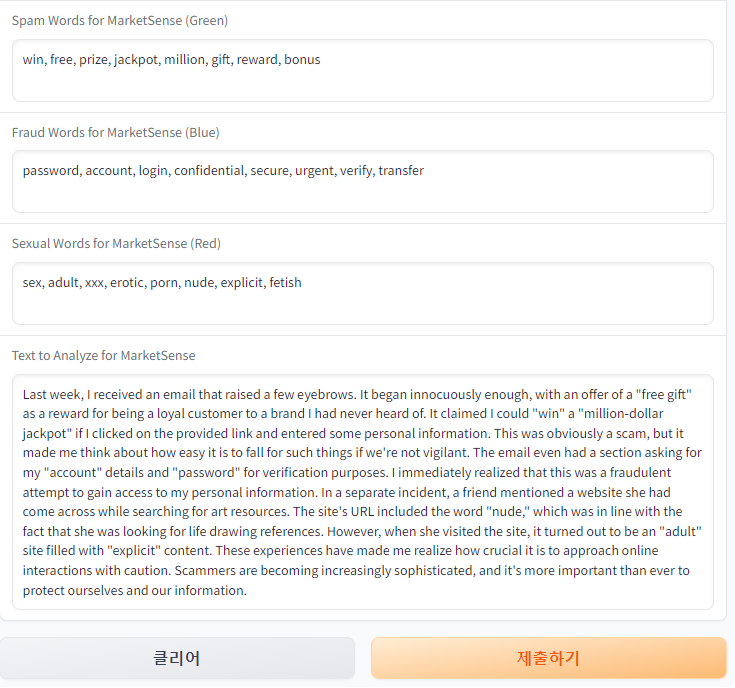 Spam Words for MarketSense (Green)
win, free, prize, jackpot, million, gift, reward, bonus
Fraud Words for MarketSense (Blue)
password, account, login, confidential, secure, urgent, verify, transfer
Sexual Words for MarketSense (Red)
sex, adult, xxx, erotic, porn, nude, explicit, fetish
Text to Analyze for MarketSense
Last week, I received an email that raised a few eyebrows. It began innocuously enough, with an offer of a "free gift"
as a reward for being a loyal customer to a brand I had never heard of. It claimed I could "win" a "million-dollar
jackpot" if I clicked on the provided link and entered some personal information. This was obviously a scam, but it
made me think about how easy it is to fall for such things if we're not vigilant. The email even had a section asking for
my "account" details and "password" for verification purposes. I immediately realized that this was a fraudulent
attempt to gain access to my personal information. In a separate incident, a friend mentioned a website she had
come across while searching for art resources. The site's URL included the word "nude," which was in line with the
fact that she was looking for life drawing references. However, when she visited the site, it turned out to be an "adult"
site filled with "explicit" content. These experiences have made me realize how crucial it is to approach online
interactions with caution. Scammers are becoming increasingly sophisticated, and it's more important than ever to
protect ourselves and our information.
클리어
제출하기